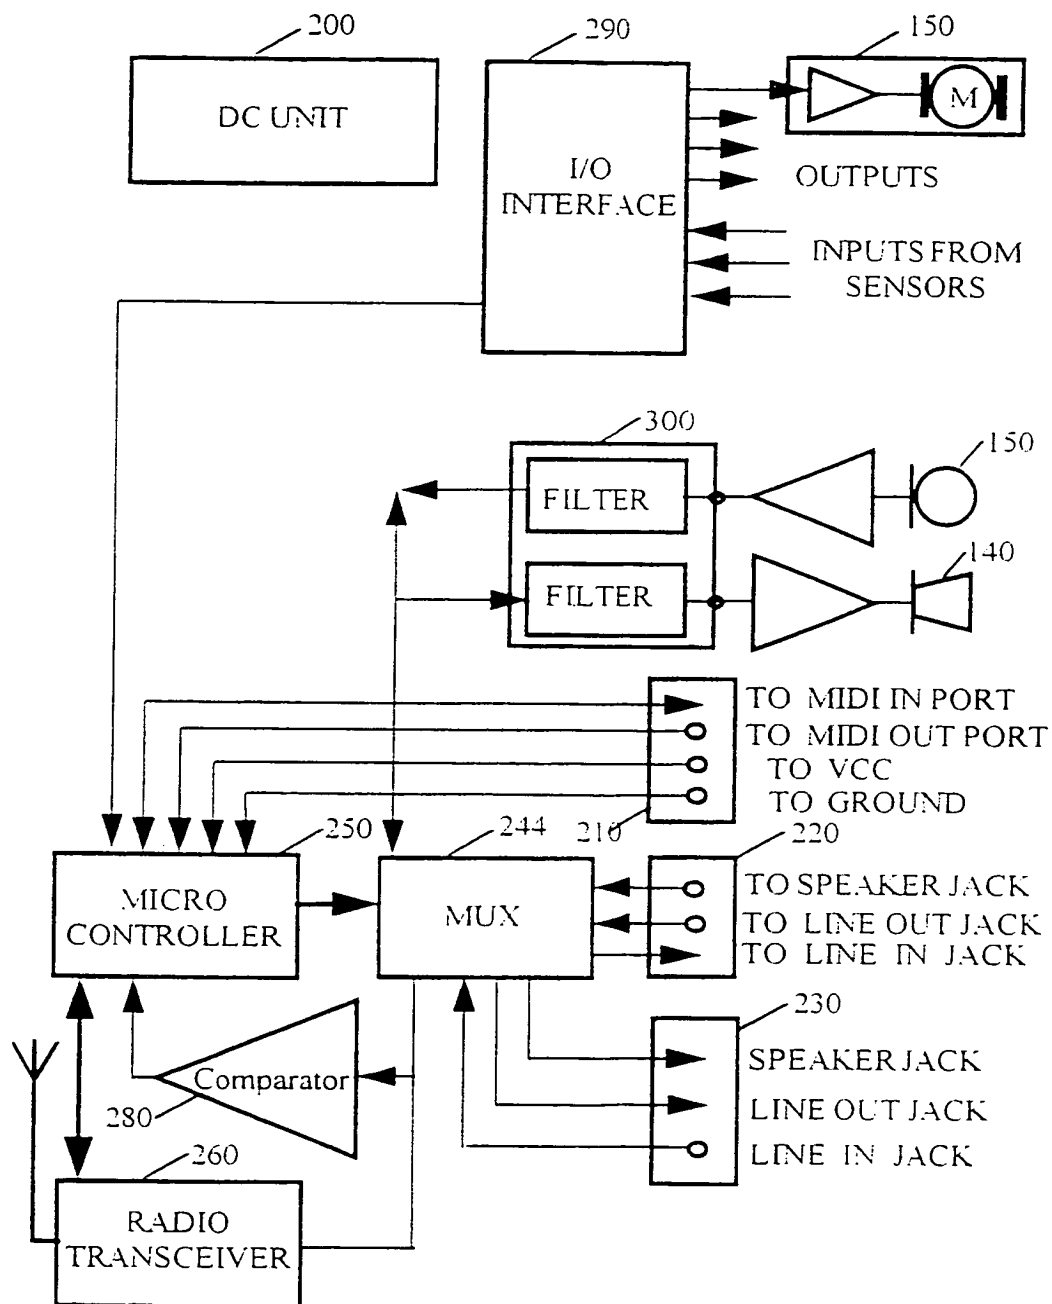 200
290
150
DC UNIT
I/O
INTERFACE
M
OUTPUTS
INPUTS FROM
SENSORS
300
150
FILTER
140
FILTER
TO MIDI IN PORT
TO MIDI OUT PORT
TO VCC
TO GROUND
210
250
244
220
MICRO
CONTROLLER
MUX
TO SPEAKER JACK
TO LINE OUT JACK
TO LINE IN JACK
230
Comparator
280
SPEAKER JACK
LINE OUT JACK
LINE IN JACK
260
RADIO
TRANSCEIVER